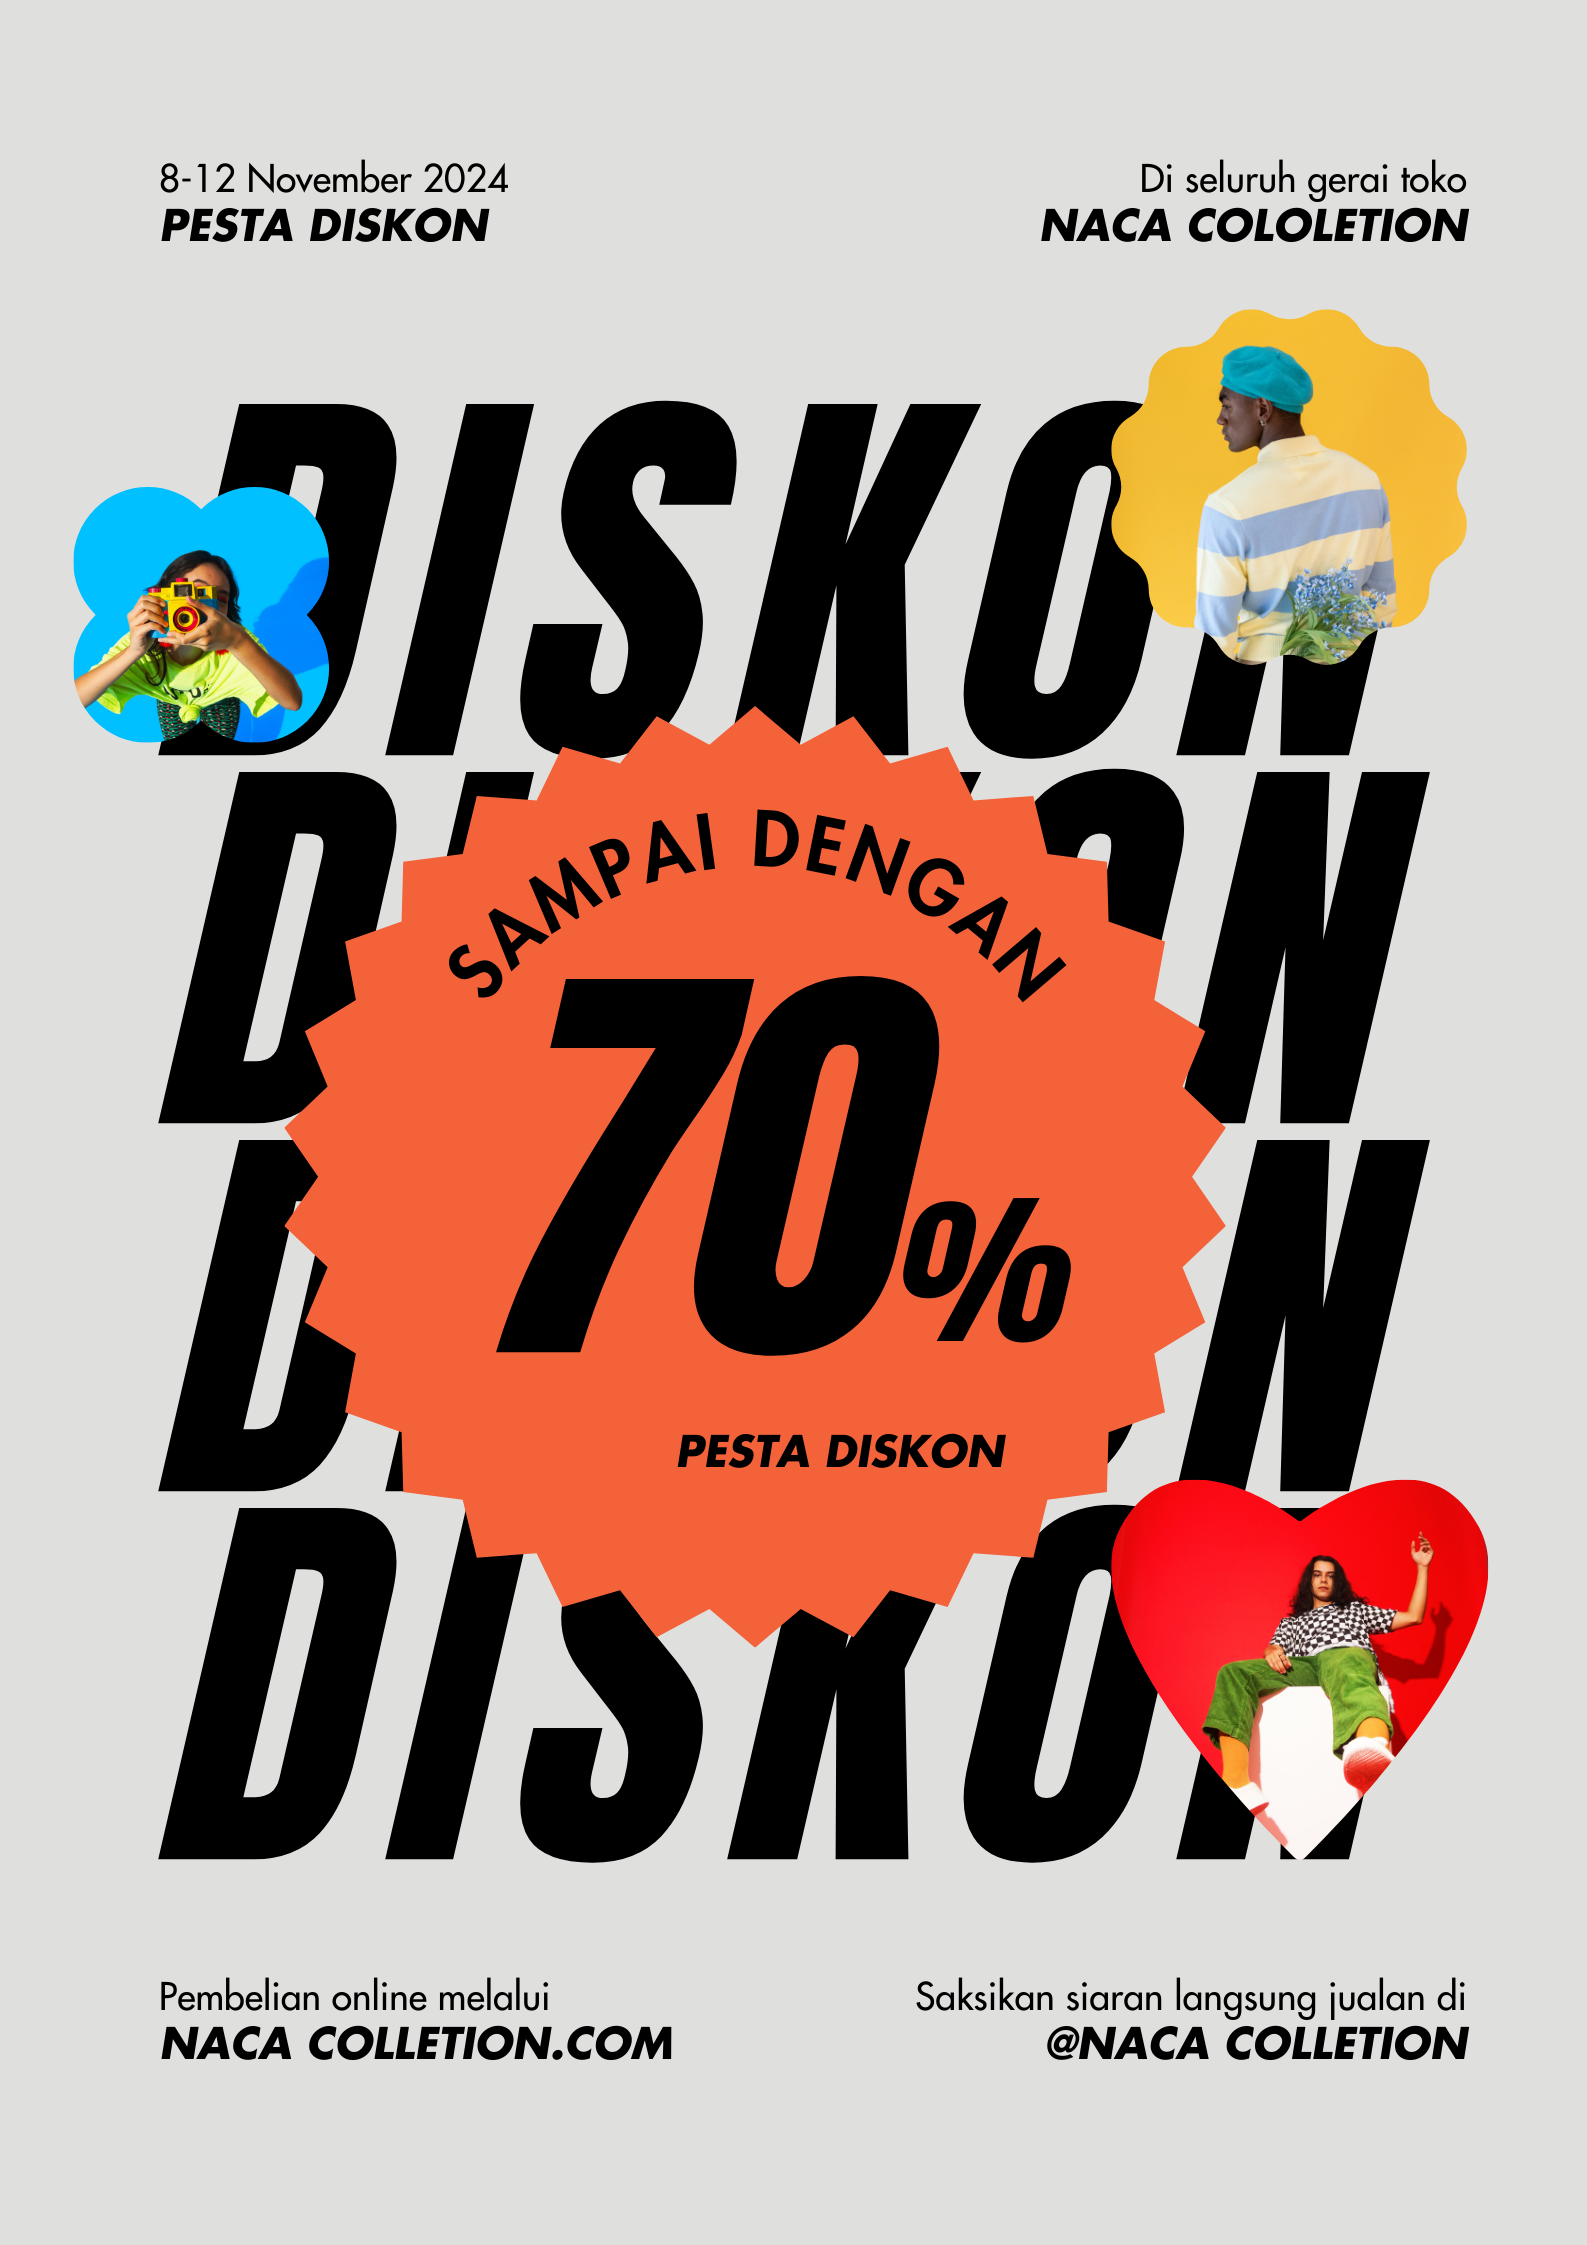 8-12 November 2024
PESTA DISKON
Di seluruh gerai toko
NACA COLOLETION
DISKON
DISKON
DISKON
DISKON
SAMPAI DENGAN
70%
PESTA DISKON
Pembelian online melalui
NACA COLLETION.COM
Saksikan siaran langsung jualan di
@NACA COLLETION